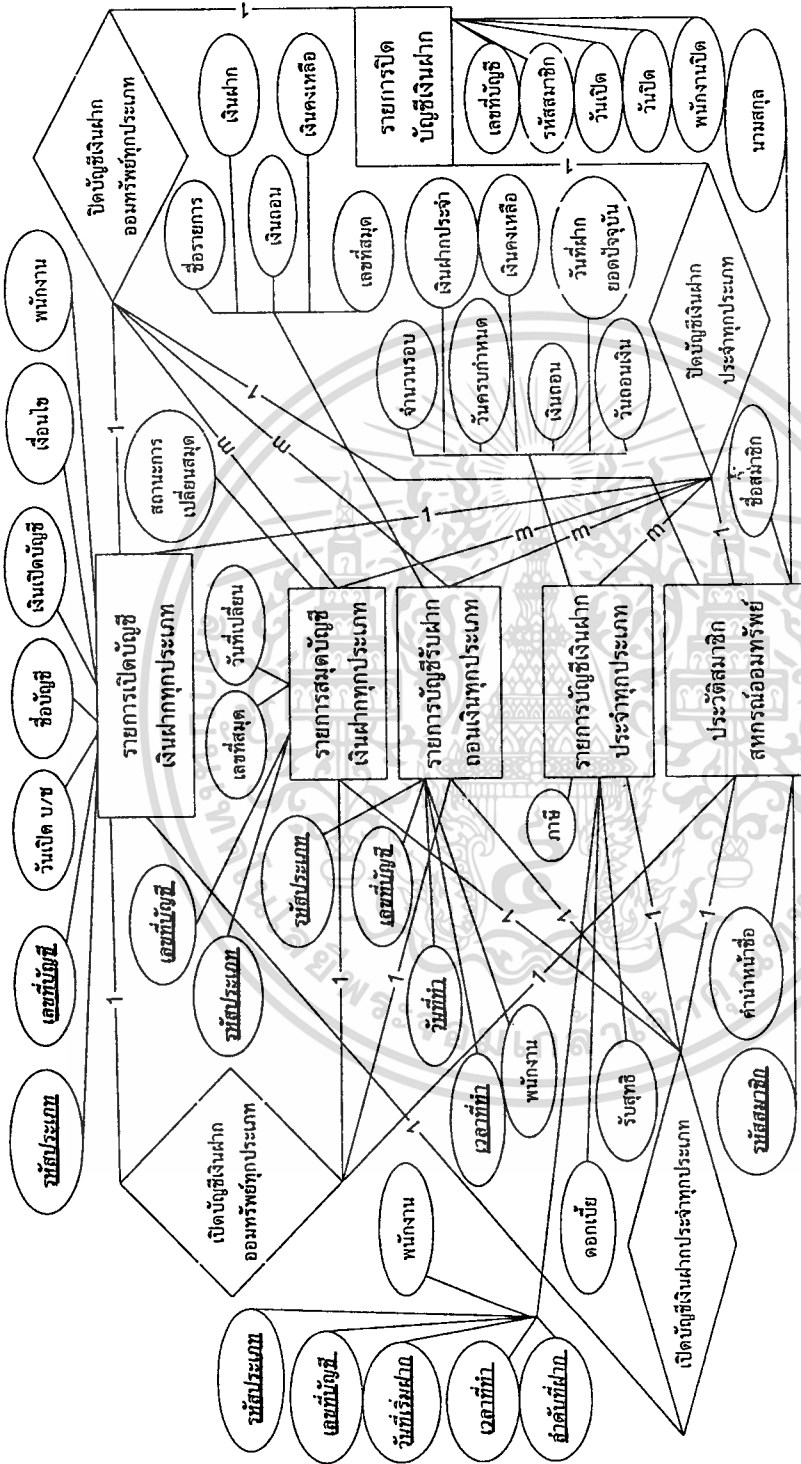 รหัสประเภท
เลขที่บัญชี
วันเปิด บ/ช
ชื่อบัญชี
เงินเปิดบัญชี
เงื่อนไข
พนักงาน
รายการเปิดบัญชี
เงินฝากทุกประเภท
ปิดบัญชีเงินฝาก
ออมทรัพย์ทุกประเภท
1
1
1
เปิดบัญชีเงินฝาก
ออมทรัพย์ทุกประเภท
เลขที่บัญชี
รหัสประเภท
เลขที่สมุด
วันที่เปลี่ยน
สถานะการ
เปลี่ยนสมุด
รายการสมุดบัญชี
เงินฝากทุกประเภท
1
m
m
1
1
m
m
m
1
ชื่อรายการ
เงินฝาก
เงินถอน
เงินคงเหลือ
เลขที่สมุด
รหัสประเภท
เลขที่บัญชี
วันที่ทำ
เวลาที่ทำ
พนักงาน
รายการบัญชีรับฝาก
ถอนเงินทุกประเภท
1
1
1
1
1
1
1
รายการปิด
บัญชีเงินฝาก
เลขที่บัญชี
รหัสสมาชิก
วันเปิด
วันปิด
พนักงานปิด
1
จำนวนรอบ
เงินฝากประจำ
วันครบกำหนด
เงินคงเหลือ
เงินถอน
วันที่ฝาก
ยอดปัจจุบัน
วันถอนเงิน
รหัสประเภท
เลขที่บัญชี
วันที่เริ่มฝาก
เวลาที่ทำ
ลำดับที่ฝาก
พนักงาน
ดอกเบี้ย
รับสุทธิ
ภาษี
รายการบัญชีเงินฝาก
ประจำทุกประเภท
ปิดบัญชีเงินฝาก
ประจำทุกประเภท
เปิดบัญชีเงินฝากประจำทุกประเภท
รหัสสมาชิก
คำนำหน้าชื่อ
ประวัติสมาชิก
สหกรณ์ออมทรัพย์
ชื่อสมาชิก
นามสกุล